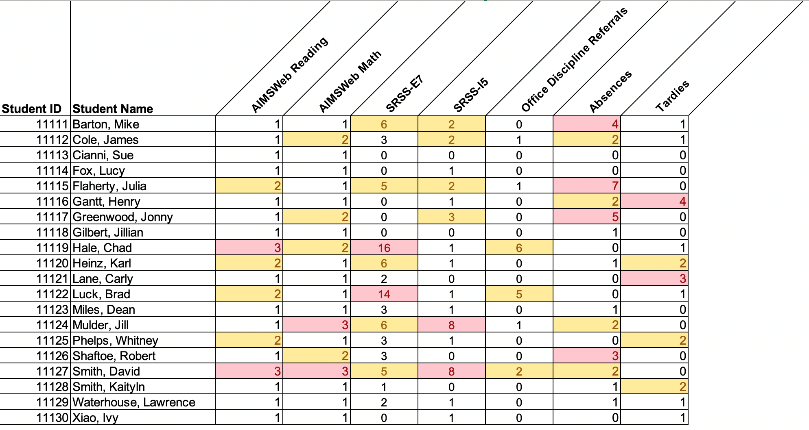 Student ID Student Name AIMSWeb Reading AIMSWeb Math SRSS-E7 SRSS-I5 Office Discipline Referrals Absences Tardies
11111 Barton, Mike 1 1 6 2 0 4 1
11112 Cole, James 1 2 3 2 1 2 1
11113 Cianni, Sue 1 1 0 0 0 0 0
11114 Fox, Lucy 1 1 0 1 0 0 0
11115 Flaherty, Julia 2 1 5 2 1 7 0
11116 Gantt, Henry 1 1 0 1 0 2 4
11117 Greenwood, Jonny 1 2 0 3 0 5 0
11118 Gilbert, Jillian 1 1 0 0 0 1 0
11119 Hale, Chad 3 2 16 1 6 0 1
11120 Heinz, Karl 2 1 6 1 0 1 2
11121 Lane, Carly 1 1 2 0 0 0 3
11122 Luck, Brad 2 1 14 1 5 0 1
11123 Miles, Dean 1 1 3 1 0 1 0
11124 Mulder, Jill 1 3 6 8 1 2 0
11125 Phelps, Whitney 2 1 3 1 0 0 2
11126 Shaftoe, Robert 1 2 3 0 0 3 0
11127 Smith, David 3 3 5 8 2 2 0
11128 Smith, Kaityln 1 1 1 0 0 1 2
11129 Waterhouse, Lawrence 1 1 2 1 0 1 1
11130 Xiao, Ivy 1 1 0 1 0 0 1